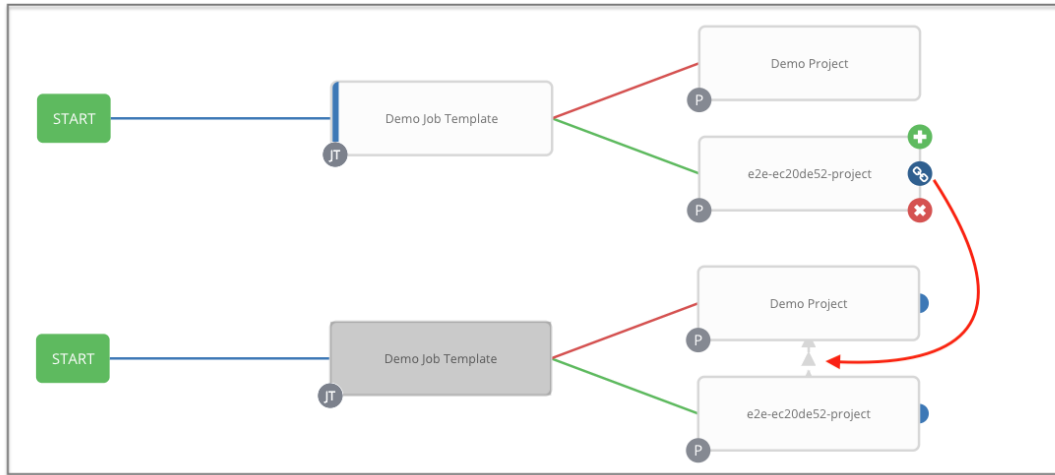 Demo Project
START
Demo Job Template
JT
P
e2e-ec20de52-project
P
Demo Project
START
Demo Job Template
P
JT
e2e-ec20de52-project
P